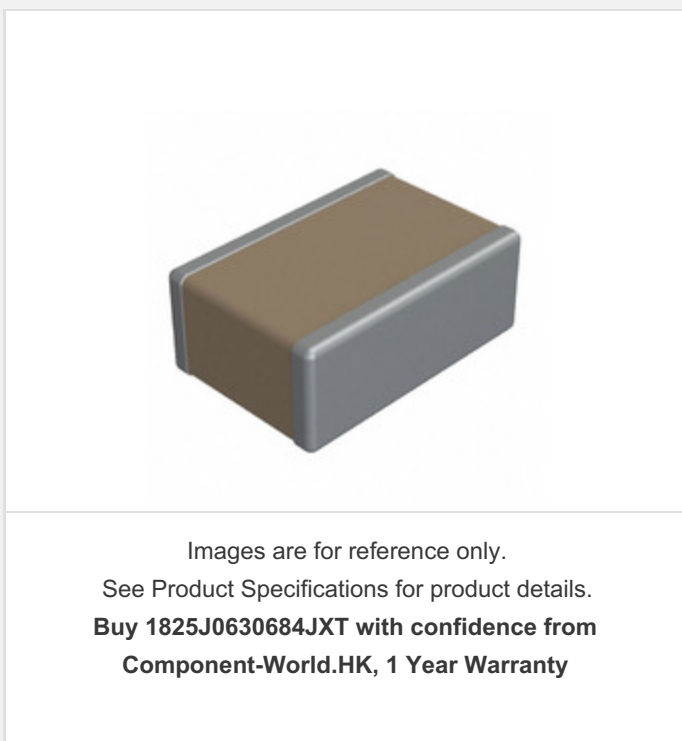 Images are for reference only.
See Product Specifications for product details.
Buy 1825J0630684JXT with confidence from
Component-World.HK, 1 Year Warranty